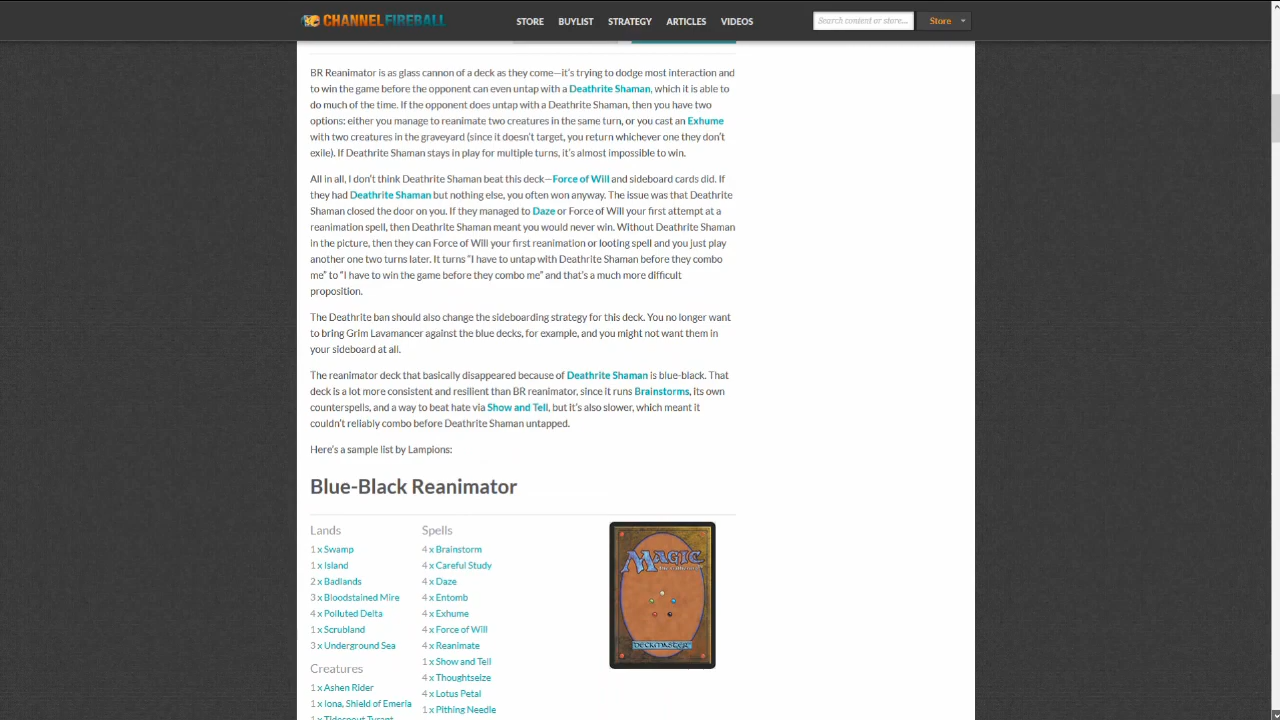 CHANNELFIREBALL
STORE BUYLIST STRATEGY ARTICLES VIDEOS
Search content or store...
Store
BR Reanimator is as glass cannon of a deck as they come—it's trying to dodge most interaction and
to win the game before the opponent can even untap with a Deathrite Shaman, which it is able to
do much of the time. If the opponent does untap with a Deathrite Shaman, then you have two
options: either you manage to reanimate two creatures in the same turn, or you cast an Exhume
with two creatures in the graveyard (since it doesn't target, you return whichever one they don't
exile). If Deathrite Shaman stays in play for multiple turns, it's almost impossible to win.
All in all, I don't think Deathrite Shaman beat this deck—Force of Will and sideboard cards did. If
they had Deathrite Shaman but nothing else, you often won anyway. The issue was that Deathrite
Shaman closed the door on you. If they managed to Daze or Force of Will your first attempt at a
reanimation spell, then Deathrite Shaman meant you would never win. Without Deathrite Shaman
in the picture, then they can Force of Will your first reanimation or looting spell and you just play
another one two turns later. It turns "I have to untap with Deathrite Shaman before they combo
me" to "I have to win the game before they combo me" and that's a much more difficult
proposition.
The Deathrite ban should also change the sideboarding strategy for this deck. You no longer want
to bring Grim Lavamancer against the blue decks, for example, and you might not want them in
your sideboard at all.
The reanimator deck that basically disappeared because of Deathrite Shaman is blue-black. That
deck is a lot more consistent and resilient than BR reanimator, since it runs Brainstorms, its own
counterspells, and a way to beat hate via Show and Tell, but it's also slower, which meant it
couldn't reliably combo before Deathrite Shaman untapped.
Here's a sample list by Lampions:
Blue-Black Reanimator
Lands
1 x Swamp
1 x Island
2 x Badlands
3 x Bloodstained Mire
4 x Polluted Delta
1 x Scrubland
3 x Underground Sea
Creatures
1 x Ashen Rider
1 x Iona, Shield of Emeria
1 x Tidespout Tyrant
Spells
4 x Brainstorm
4 x Careful Study
4 x Daze
4 x Entomb
4 x Exhume
4 x Force of Will
4 x Reanimate
1 x Show and Tell
4 x Thoughtseize
4 x Lotus Petal
1 x Pithing Needle
MAGIC
The Gathering
DECKMASTER